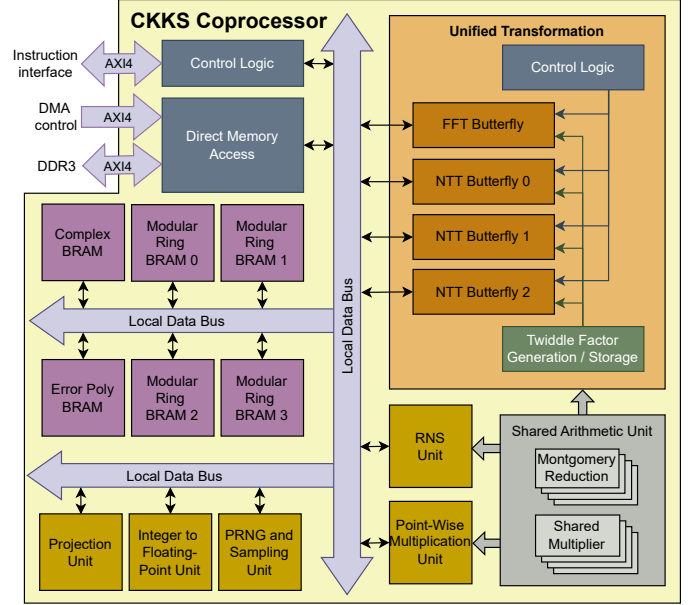 CKKS Coprocessor
Instruction
interface
AXI4
Control Logic
DMA
control
AXI4
Direct Memory
Access
DDR3
AXI4
Unified Transformation
Control Logic
FFT Butterfly
NTT Butterfly 0
NTT Butterfly 1
NTT Butterfly 2
Twiddle Factor
Generation / Storage
Complex
BRAM
Modular
Ring
BRAM 0
Modular
Ring
BRAM 1
Local Data Bus
Local Data Bus
Error Poly
BRAM
Modular
Ring
BRAM 2
Modular
Ring
BRAM 3
Local Data Bus
Projection
Unit
Integer to
Floating-
Point Unit
PRNG and
Sampling
Unit
RNS
Unit
Point-Wise
Multiplication
Unit
Shared Arithmetic Unit
Montgomery
Reduction
Shared
Multiplier